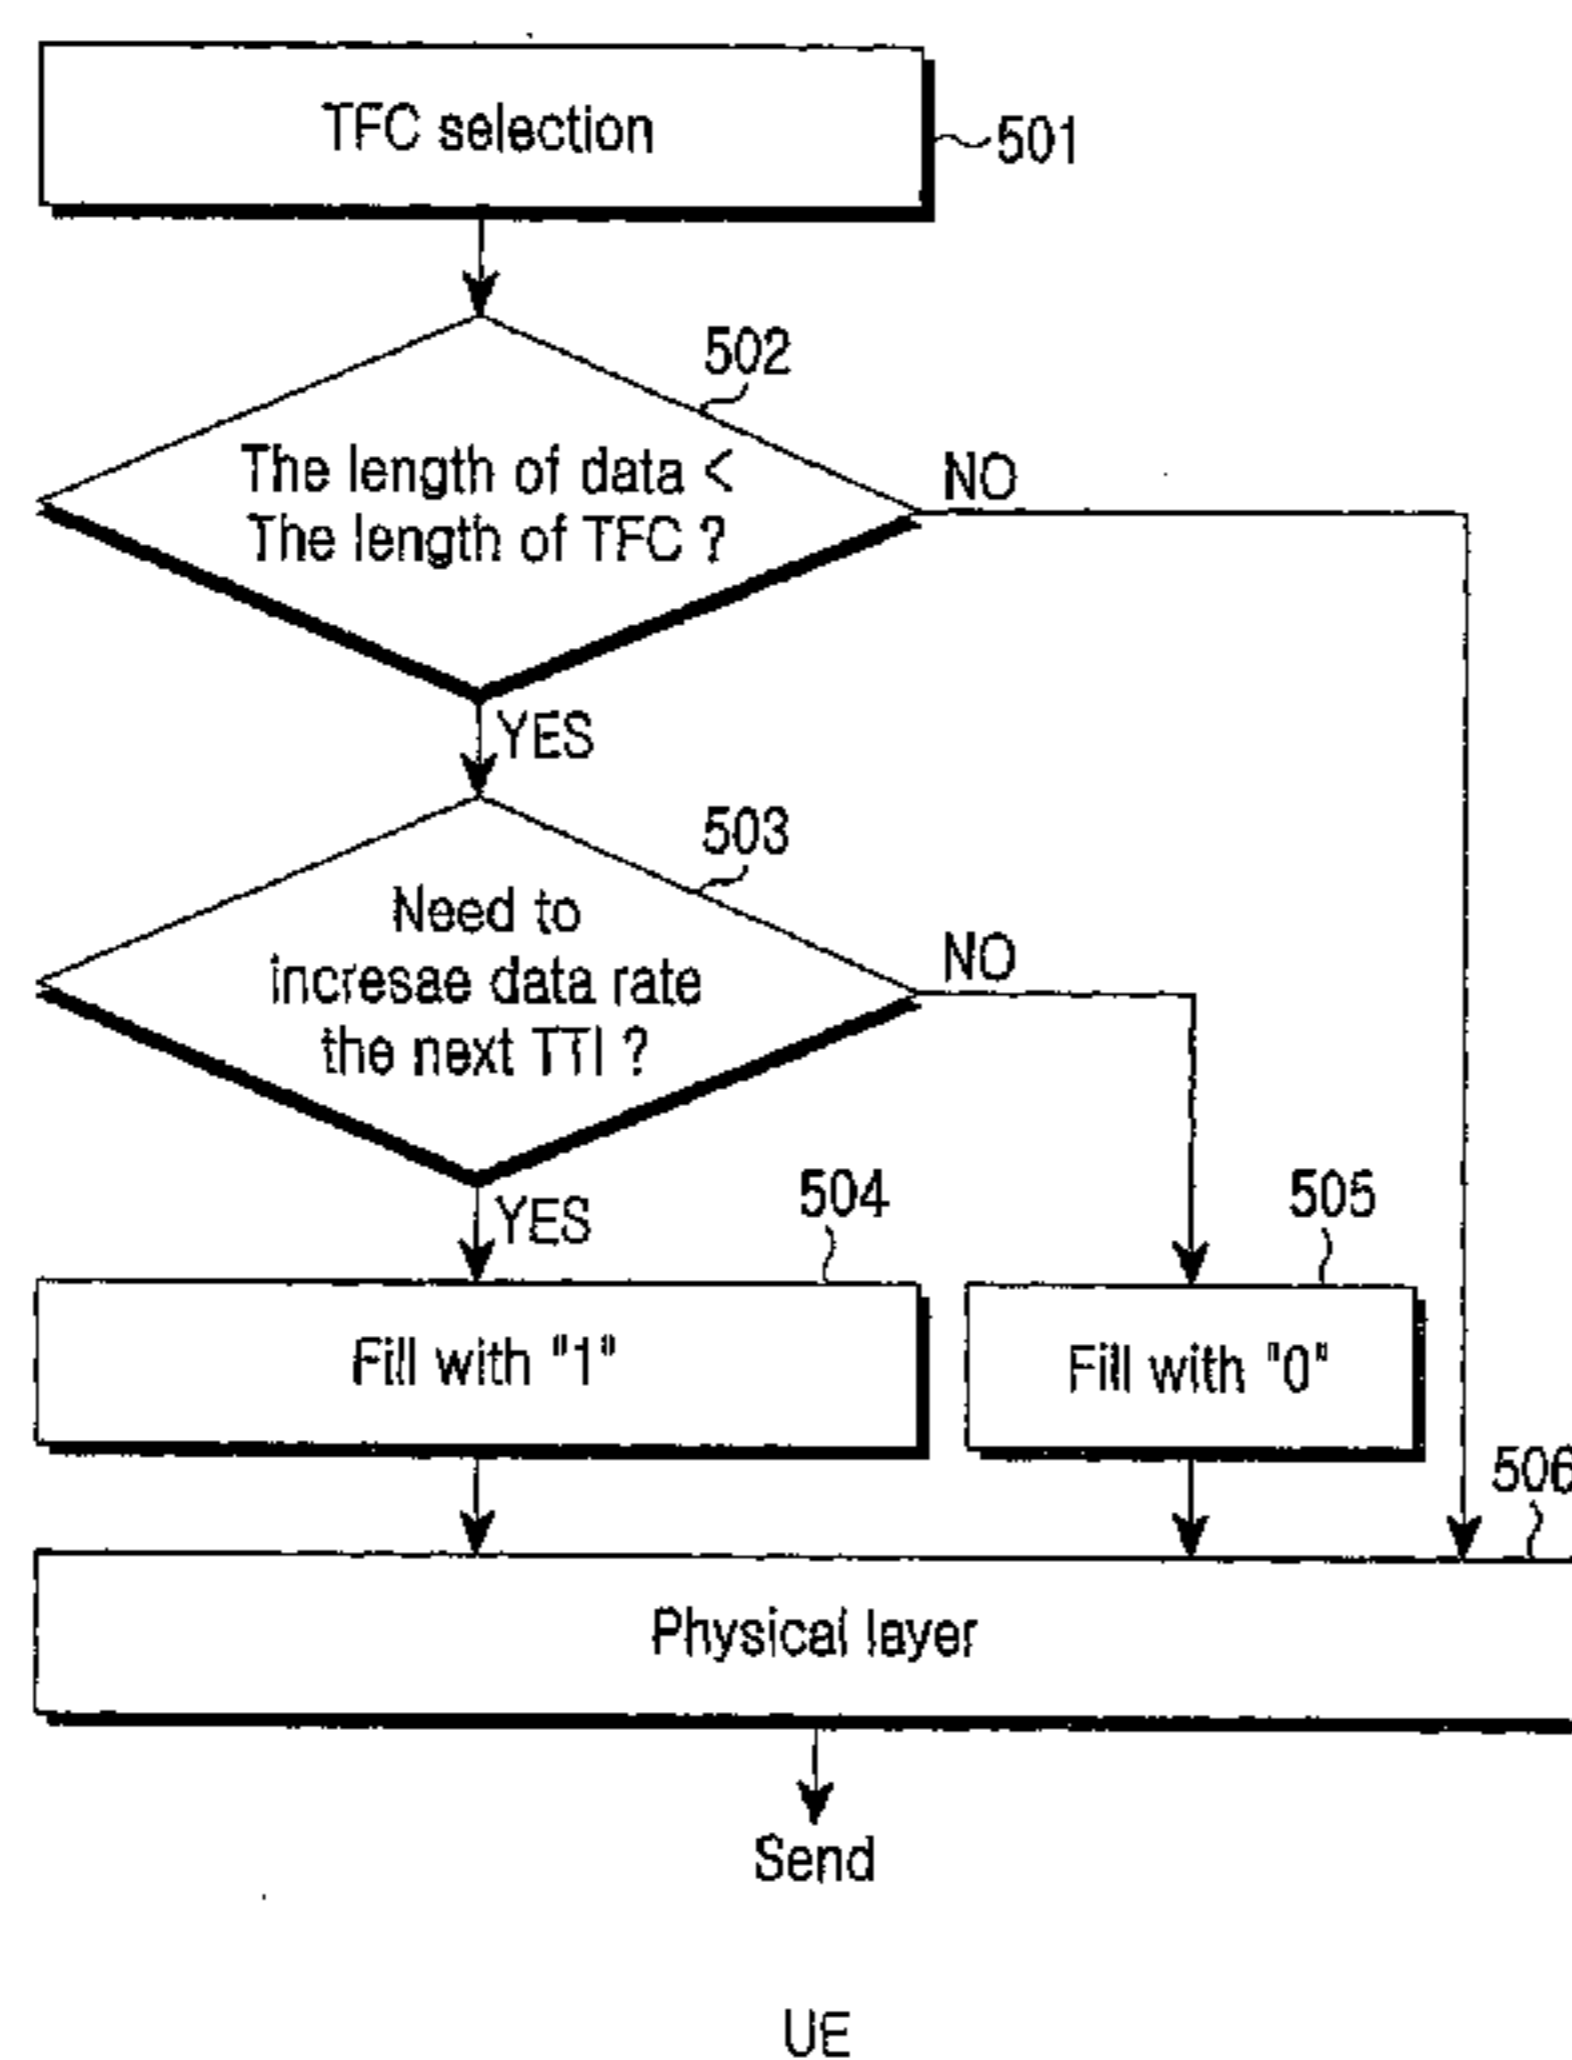 TFC selection
501
502
The length of data <
The length of TFC ?
NO
YES
503
Need to
incresae data rate
the next TTI ?
NO
YES
504
505
Fill with "1"
Fill with "0"
506
Physical layer
Send
UE